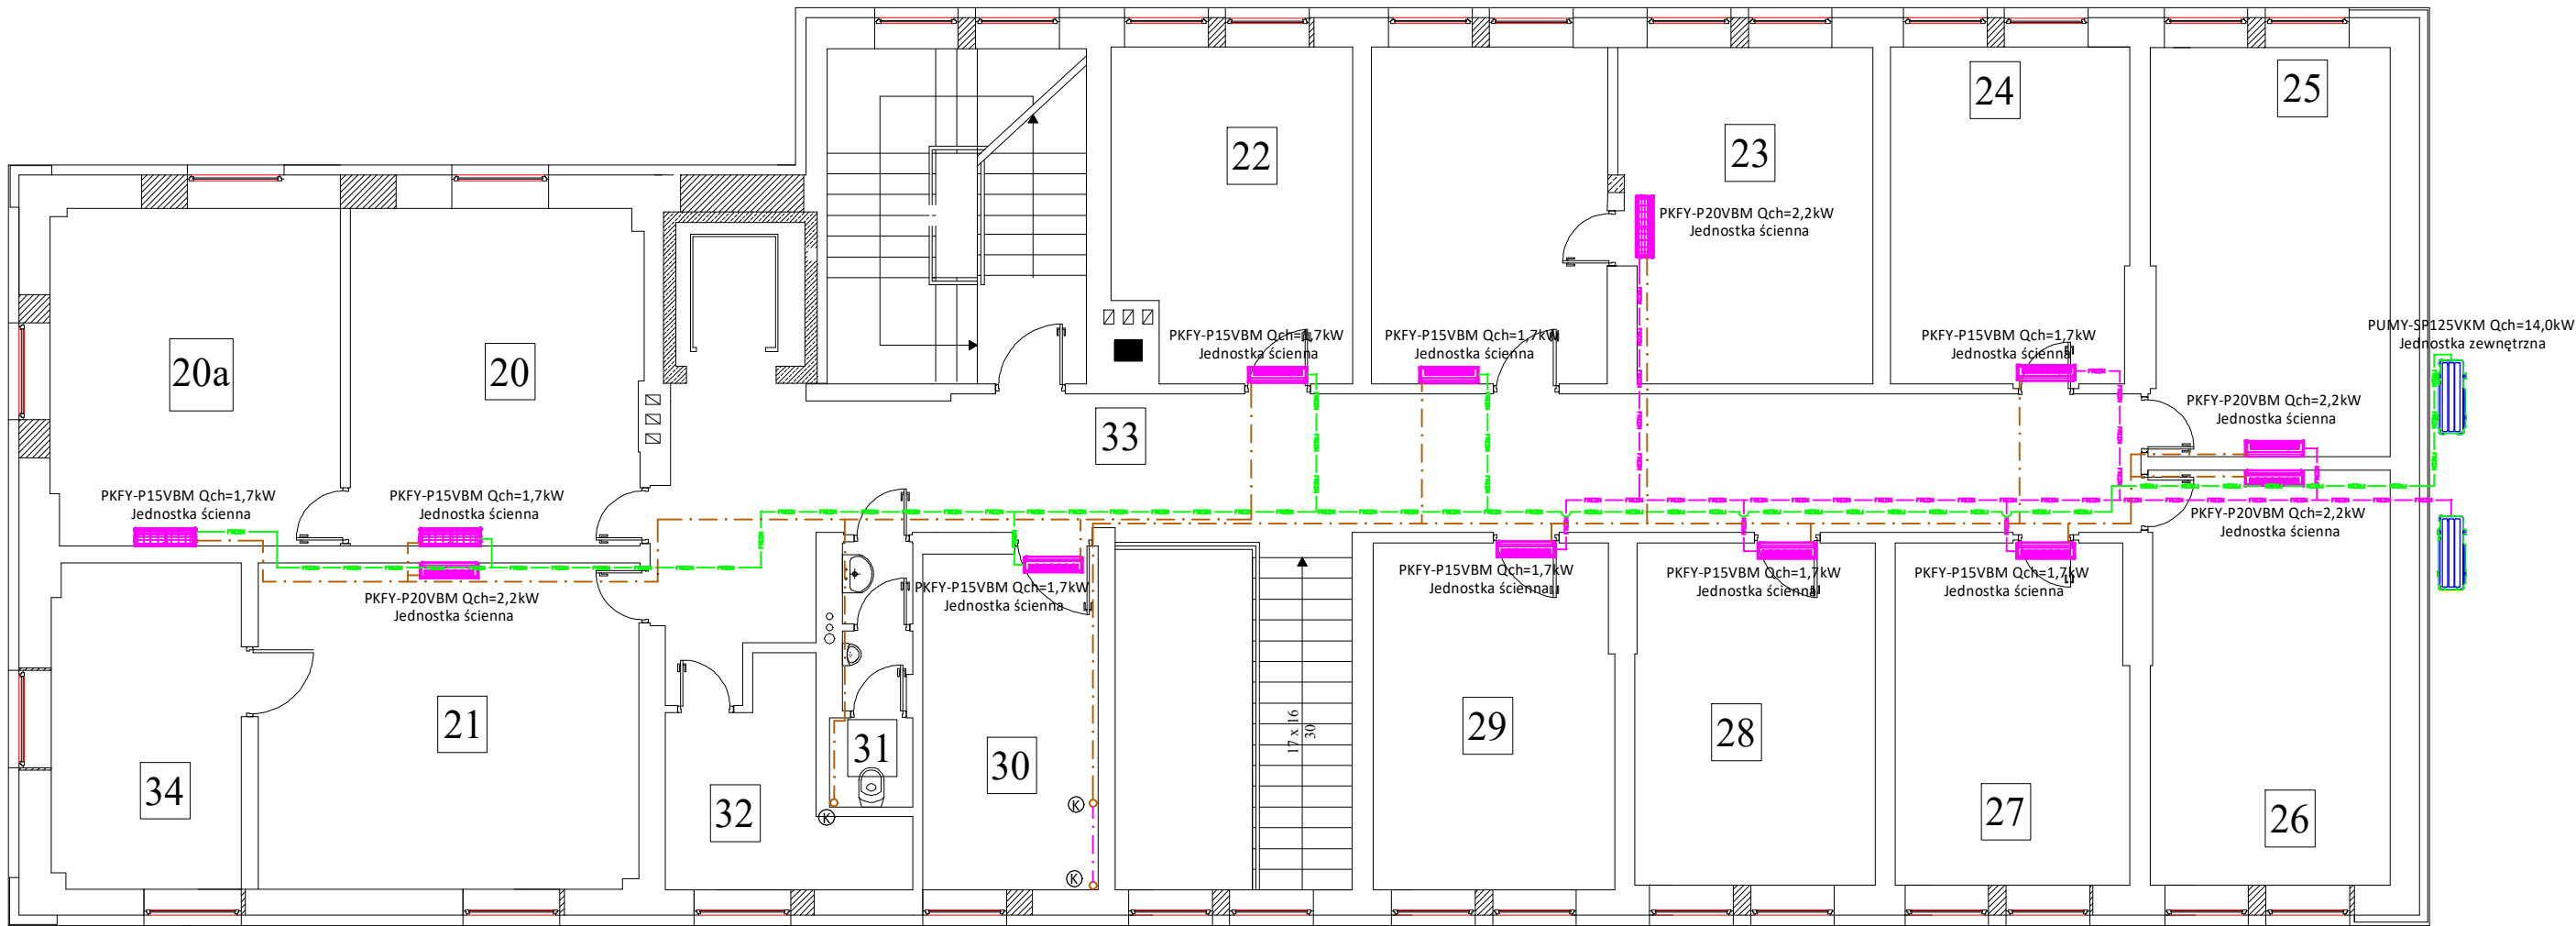 24
25
22
23
PKFY-P20VBM Qch=2,2kW
Jednostka ścienna
PKFY-P15VBM Qch=1,7kW
Jednostka ścienna
PKFY-P15VBM Qch=1,7kW
Jednostka ścienna
PKFY-P15VBM Qch=1,7kW
Jednostka ścienna
PUMY-SP125VKM Qch=14,0kW
Jednostka zewnętrzna
20a
20
33
PKFY-P20VBM Qch=2,2kW
Jednostka ścienna
PKFY-P15VBM Qch=1,7kW
Jednostka ścienna
PKFY-P15VBM Qch=1,7kW
Jednostka ścienna
PKFY-P20VBM Qch=2,2kW
Jednostka ścienna
PKFY-P15VBM Qch=1,7kW
Jednostka ścienna
PKFY-P15VBM Qch=1,7kW
Jednostka ścienna
PKFY-P15VBM Qch=1,7kW
Jednostka ścienna
PKFY-P15VBM Qch=1,7kW
Jednostka ścienna
PKFY-P20VBM Qch=2,2kW
Jednostka ścienna
21
31
30
17 x 16
30
29
28
34
32
27
26
K
K
K